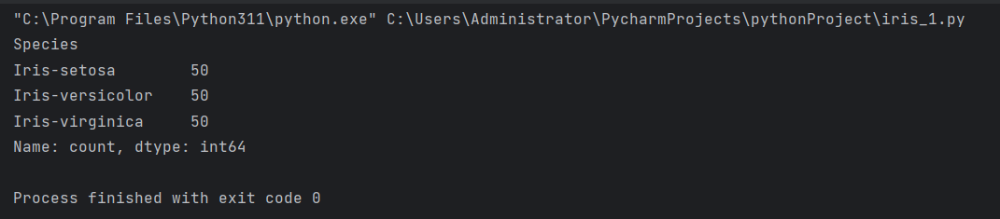 "C:\Program Files\Python311\python.exe" C:\Users\Administrator\PycharmProjects\pythonProject\iris_1.py
Species
Iris-setosa        50
Iris-versicolor    50
Iris-virginica     50
Name: count, dtype: int64

Process finished with exit code 0